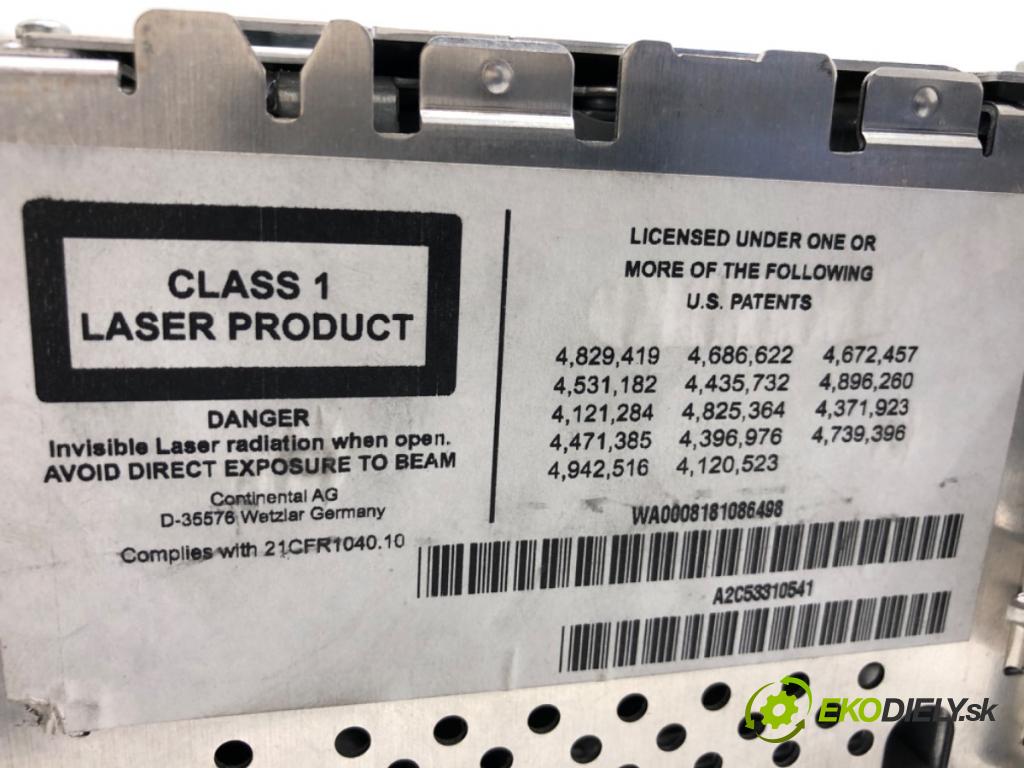 CLASS 1
LASER PRODUCT
DANGER
Invisible Laser radiation when open.
AVOID DIRECT EXPOSURE TO BEAM
Continental AG
D-35576 Wetzlar Germany
Complies with 21CFR1040.10
LICENSED UNDER ONE OR
MORE OF THE FOLLOWING
U.S. PATENTS
4,829,419 4,686,622 4,672,457
4,531,182 4,435,732 4,896,260
4,121,284 4,825,364 4,371,923
4,471,385 4,396,976 4,739,396
4,942,516 4,120,523
WA0008181086498
A2C53310541
EKODIELY.sk